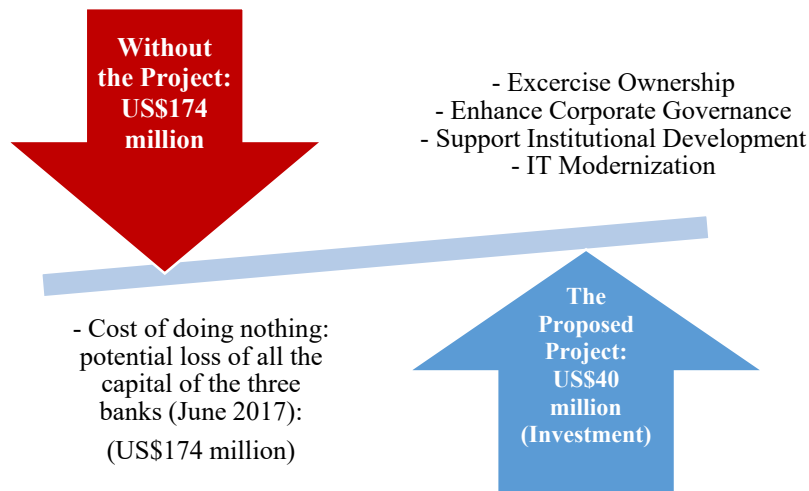 Without
the Project:
US$174
million
- Excercise Ownership
- Enhance Corporate Governance
- Support Institutional Development
- IT Modernization
- Cost of doing nothing:
potential loss of all the
capital of the three
banks (June 2017):
(US$174 million)
The
Proposed
Project:
US$40
million
(Investment)